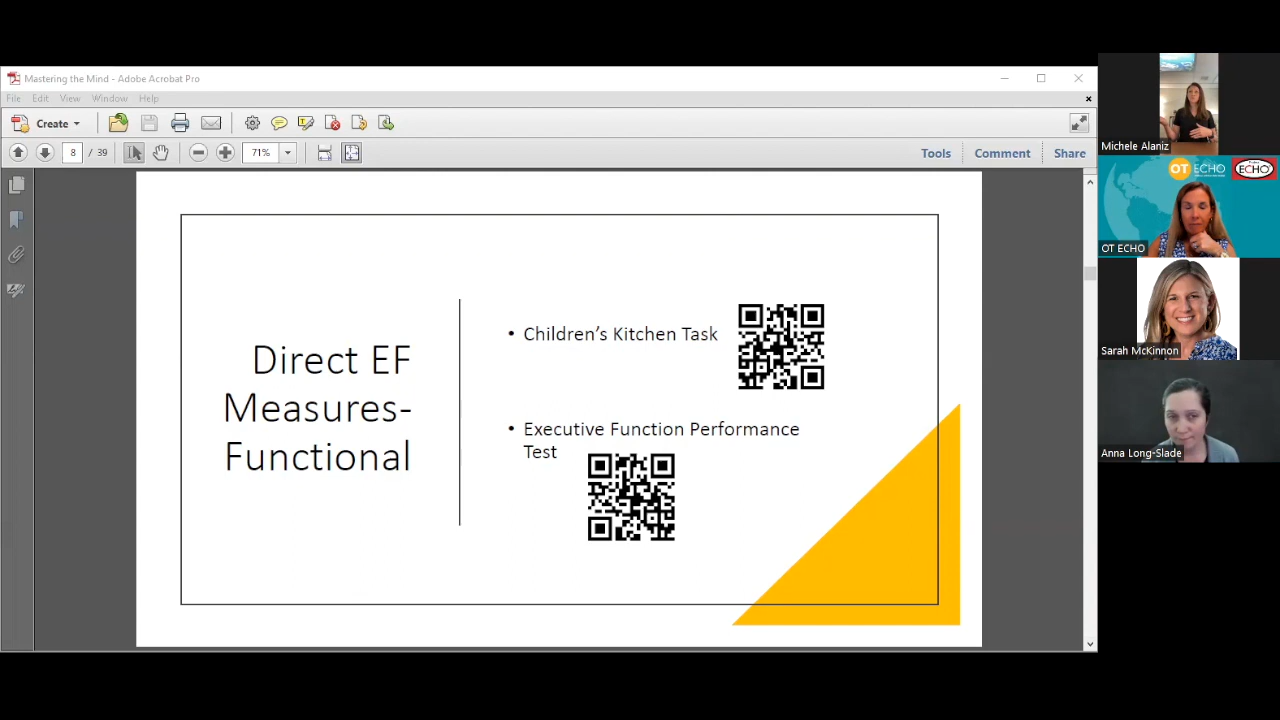 Mastering the Mind - Adobe Acrobat Pro
File Edit View Window Help
Create
8 / 39
71%
Tools Comment Share
Direct EF
Measures-
Functional
• Children’s Kitchen Task
• Executive Function Performance
Test
Michele Alaniz
OT ECHO
ECHO
OT ECHO
Sarah McKinnon
Anna Long-Slade